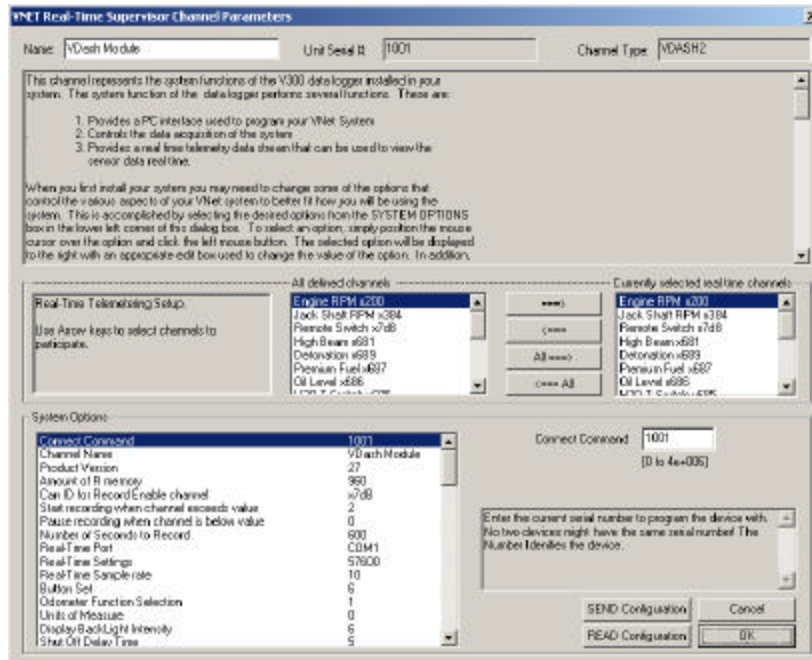 VNET Real-Time Supervisor Channel Parameters
Name: VDash Module Unit Serial #: 1001 Channel Type: VDASH2
This channel represents the system functions of the V300 data logger installed in your
system. The system function of the data logger performs several functions. These are:
1. Provides a PC interface used to program your VNet System
2. Controls the data acquisition of the system
3. Provides a real time telemetry data stream that can be used to view the
sensor data real time.
When you first install your system you may need to change some of the options that
control the various aspects of your VNet system to better fit how you will be using the
system. This is accomplished by selecting the desired options from the SYSTEM OPTIONS
box in the lower left corner of this dialog box. To select an option, simply position the mouse
cursor over the option and click the left mouse button. The selected option will be displayed
to the right with an appropriate edit box used to change the value of the option. In addition,
All defined channels
Currently selected real time channels
Real-Time Telemetering Setup.
Use Arrow keys to select channels to
participate.
Engine RPM x200
Jack Shaft RPM x384
Remote Switch x7d8
High Beam x681
Detonation x689
Premium Fuel x687
Oil Level x686
===>
<===
All ===>
<=== All
Engine RPM x200
Jack Shaft RPM x384
Remote Switch x7d8
High Beam x681
Detonation x689
Premium Fuel x687
Oil Level x686
System Options
Connect Command 1001
Channel Name VDash Module
Product Version 27
Amount of R memory 960
Can ID for Record Enable channel x7d8
Start recording when channel exceeds value 2
Pause recording when channel is below value 0
Number of Seconds to Record. 600
Real-Time Port COM1
Real-Time Settings 57600
Real-Time Sample rate 10
Button Set 6
Odometer Function Selection 1
Units of Measure 0
Display BackLight Intensity 6
Shut Off Delay Time 5
Connect Command 1001
[0 to 4e+006]
Enter the current serial number to program the device with.
No two devices might have the same serial number! The
Number Idenifies the device.
SEND Configuration Cancel
READ Configuration OK